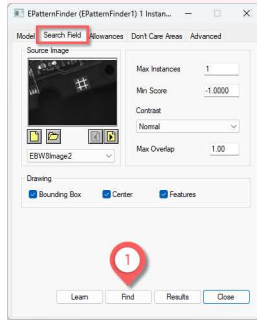 EPatternFinder (EPatternFinder1) 1 Instan...
Model Search Field Allowances Don't Care Areas Advanced
Source Image
Max Instances 1
Min Score -1.0000
Contrast
Normal
EBW8Image2
Max Overlap 1.00
Drawing
Bounding Box Center Features
1
Learn Find Results Close